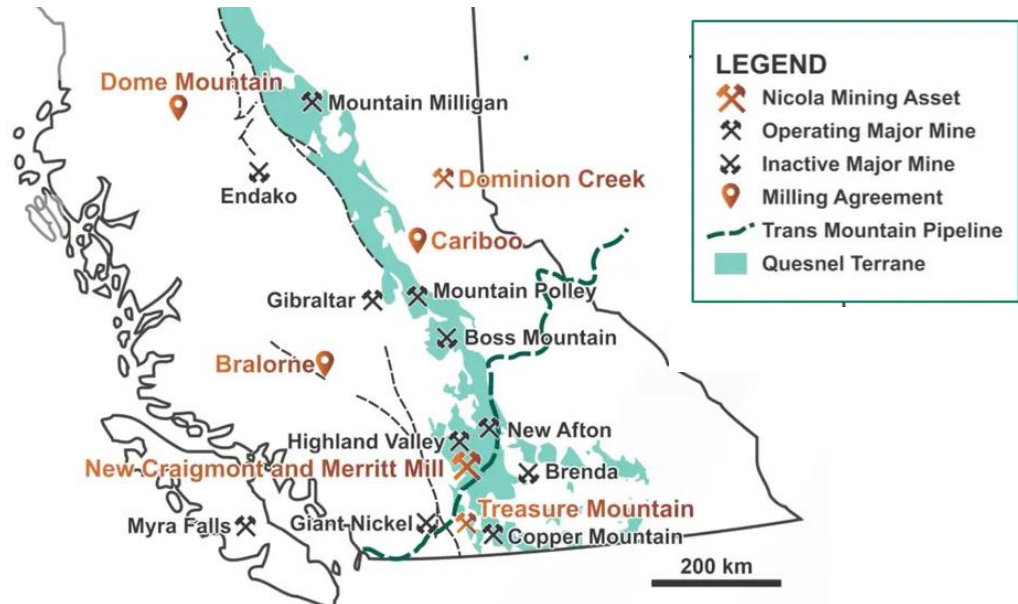 Dome Mountain
Mountain Milligan
Endako
Dominion Creek
Cariboo
Gibraltar
Mountain Polley
Boss Mountain
Bralorne
New Afton
Highland Valley
New Craigmont and Merritt Mill
Brenda
Treasure Mountain
Myra Falls
Giant Nickel
Copper Mountain
200 km
LEGEND
Nicola Mining Asset
Operating Major Mine
Inactive Major Mine
Milling Agreement
Trans Mountain Pipeline
Quesnel Terrane